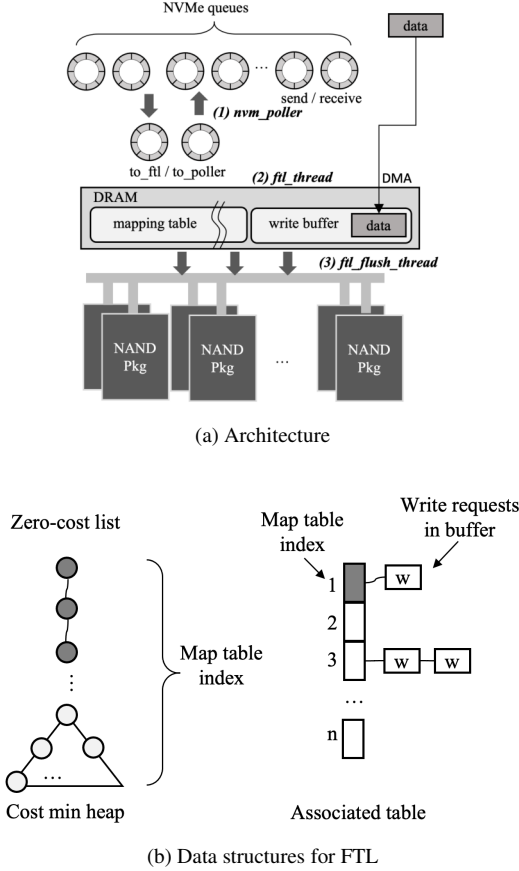 NVMe queues
data
...
send / receive
(1) nvm_poller
to_ftl / to_poller
(2) ftl_thread
DMA
DRAM
mapping table
write buffer
data
(3) ftl_flush_thread
NAND
Pkg
NAND
Pkg
...
NAND
Pkg
(a) Architecture
Zero-cost list
Map table
index
Write requests
in buffer
1
w
2
3
w
w
...
n
Map table
index
...
...
Cost min heap
Associated table
(b) Data structures for FTL